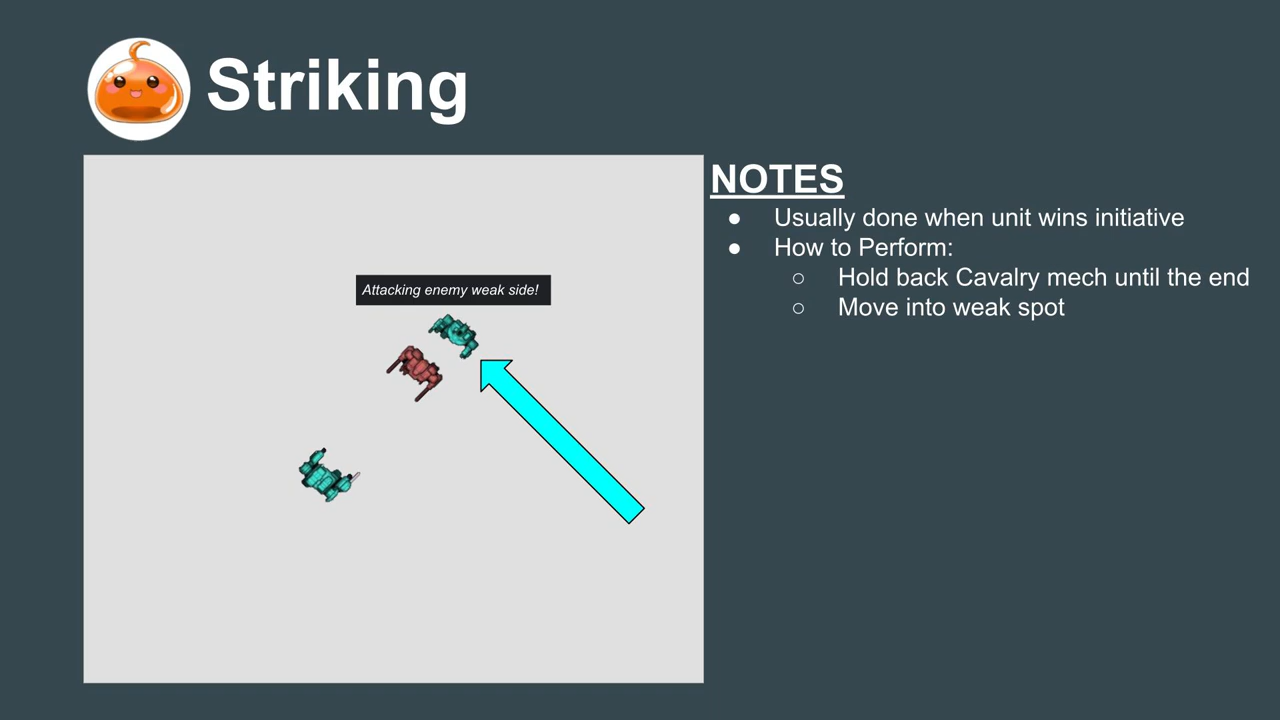 Striking
Attacking enemy weak side!
NOTES
● Usually done when unit wins initiative
● How to Perform:
○ Hold back Cavalry mech until the end
○ Move into weak spot